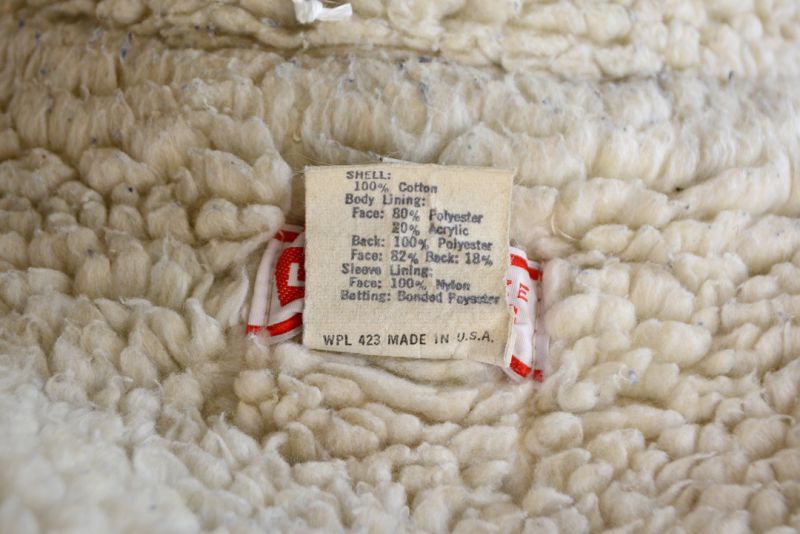 SHELL:
100% Cotton
Body Lining:
Face: 80% Polyester
20% Acrylic
Back: 100% Polyester
Face: 82% Back: 18%
Sleeve Lining:
Face: 100% Nylon
Batting: Bonded Poyester
WPL 423 MADE IN U.S.A.
E